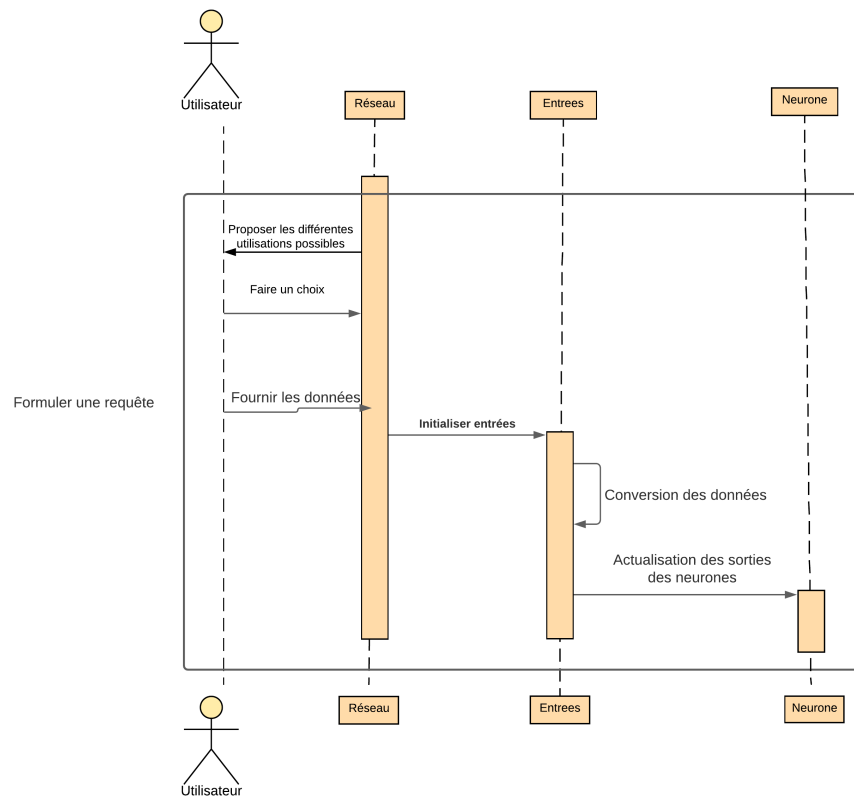 Utilisateur
Réseau
Entrees
Neurone
Proposer les différentes
utilisations possibles
Faire un choix
Formuler une requête
Fournir les données
Initialiser entrées
Conversion des données
Actualisation des sorties
des neurones
Réseau
Entrees
Neurone
Utilisateur